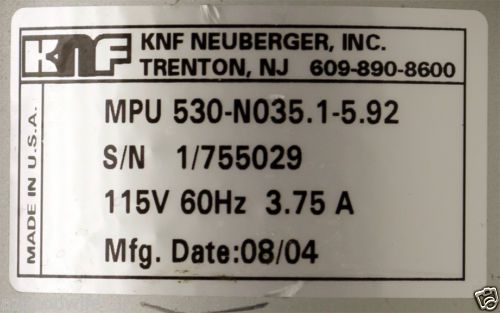 KNF KNF NEUBERGER, INC.
TRENTON, NJ 609-890-8600
MADE IN U.S.A.
MPU 530-N035.1-5.92
S/N 1/755029
115V 60Hz 3.75 A
Mfg. Date:08/04